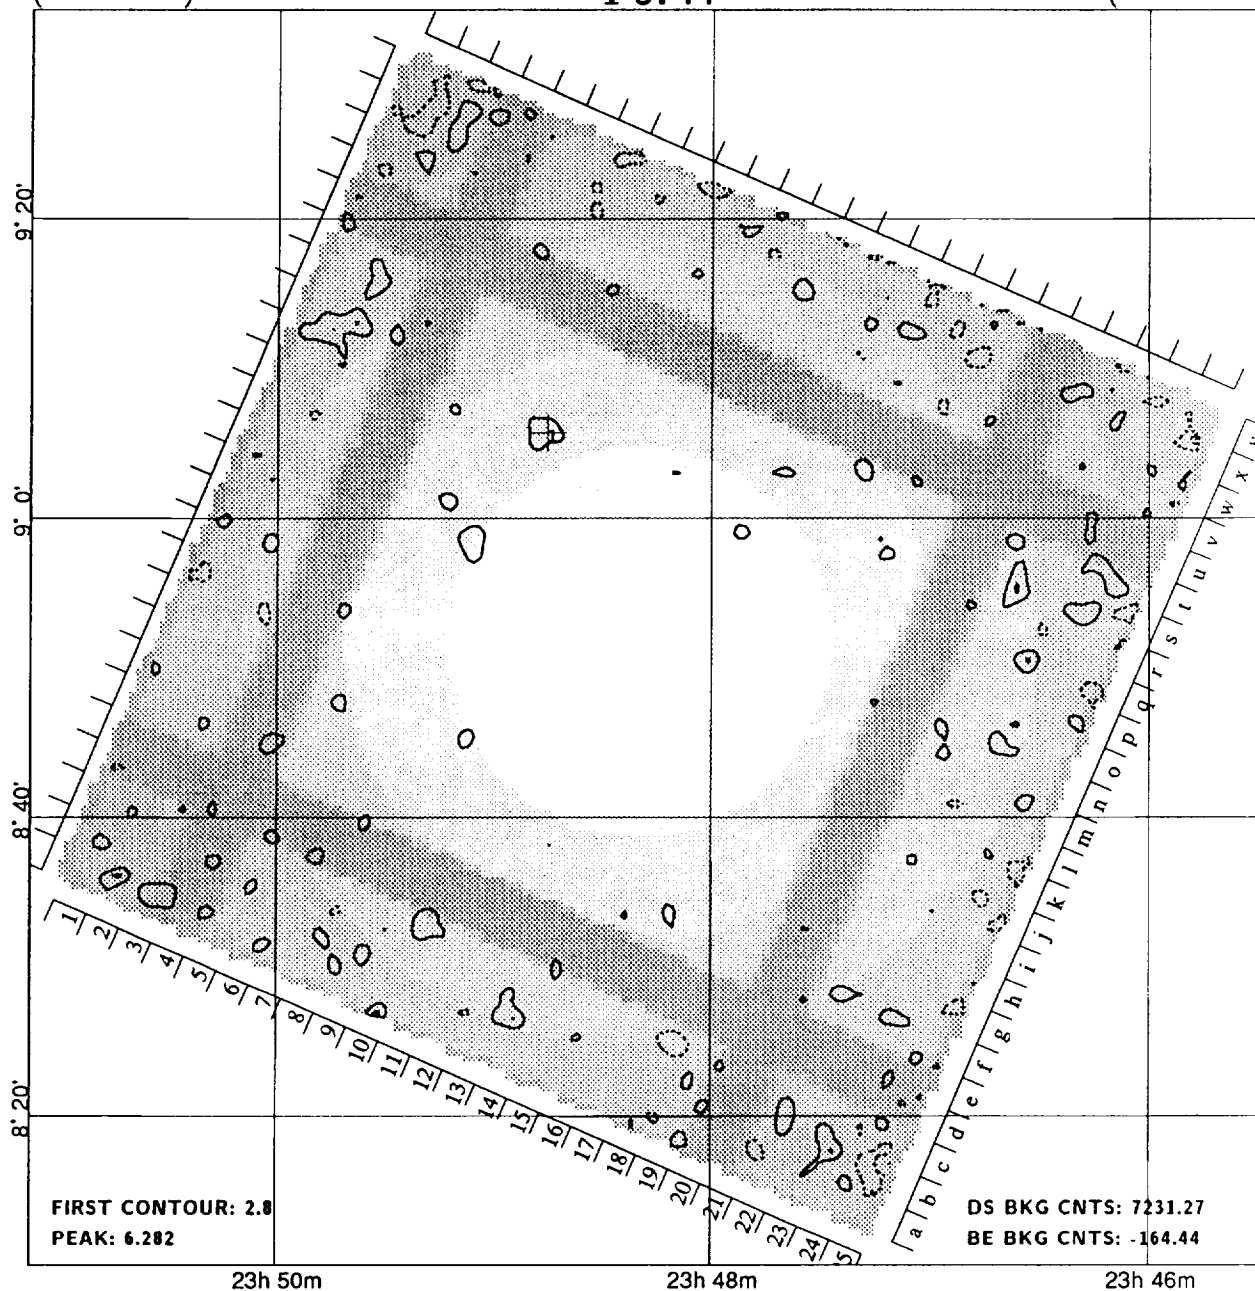 9° 20'
9° 0'
8° 40'
8° 20'
1 2 3 4 5 6 7 8 9 10 11 12 13 14 15 16 17 18 19 20 21 22 23 24
a b c d e f g h i j k l m n o p q r s t u v w x
FIRST CONTOUR: 2.8
PEAK: 6.282
DS BKG CNTS: 7231.27
BE BKG CNTS: -164.44
23h 50m
23h 48m
23h 46m